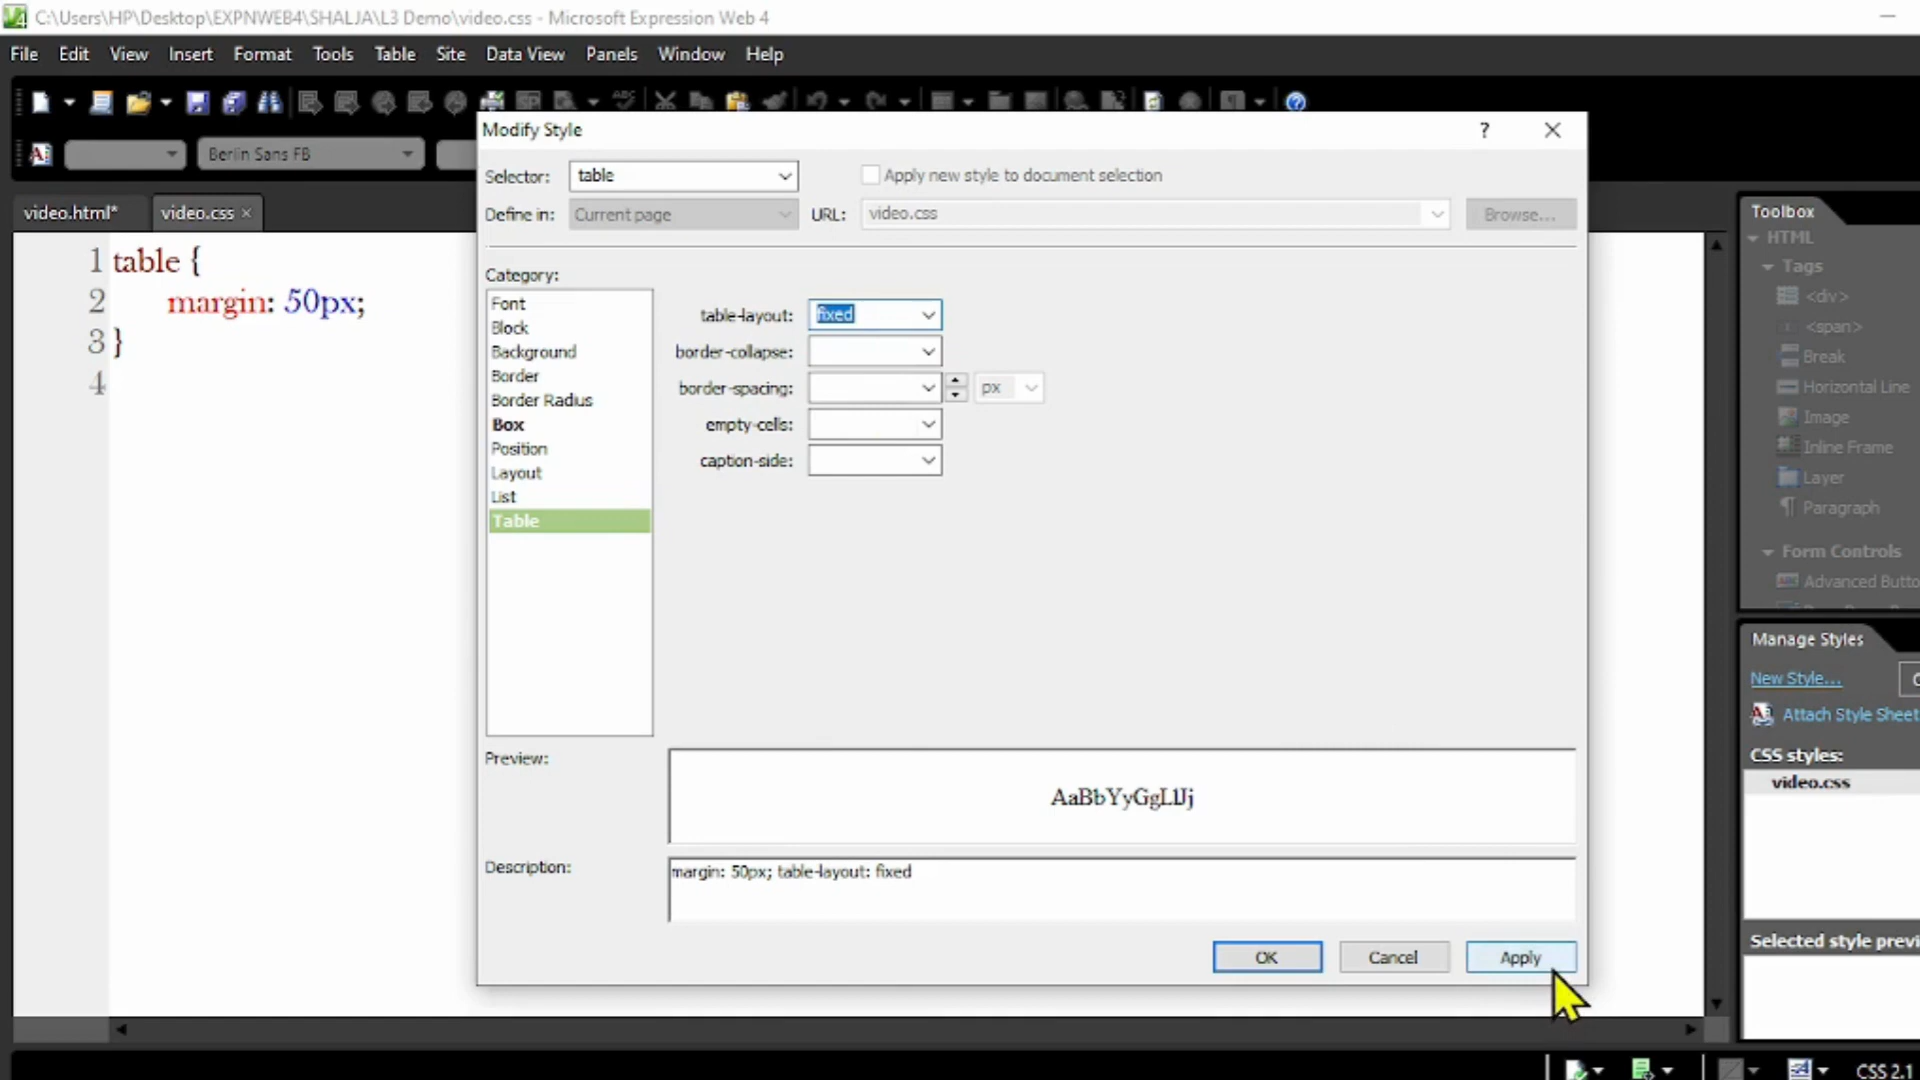 C:\Users\HP\Desktop\EXPNWEB4\SHALJA\L3 Demo\video.css - Microsoft Expression Web 4
File Edit View Insert Format Tools Table Site Data View Panels Window Help
Berlin Sans FB
video.html* video.css ×
1 table {
2 margin: 50px;
3 }
4
Modify Style
Selector: table
Apply new style to document selection
Define in: Current page URL: video.css Browse...
Category:
Font
Block
Background
Border
Border Radius
Box
Position
Layout
List
Table
table-layout: fixed
border-collapse:
border-spacing: px
empty-cells:
caption-side:
Preview:
AaBbYyGgLlJj
Description:
margin: 50px; table-layout: fixed
OK Cancel Apply
Toolbox
HTML
Tags
<div>
<span>
Break
Horizontal Line
Image
Inline Frame
Layer
Paragraph
Form Controls
Advanced Butto
Manage Styles
New Style...
Attach Style Sheet
CSS styles:
video.css
Selected style previ
CSS 2.1